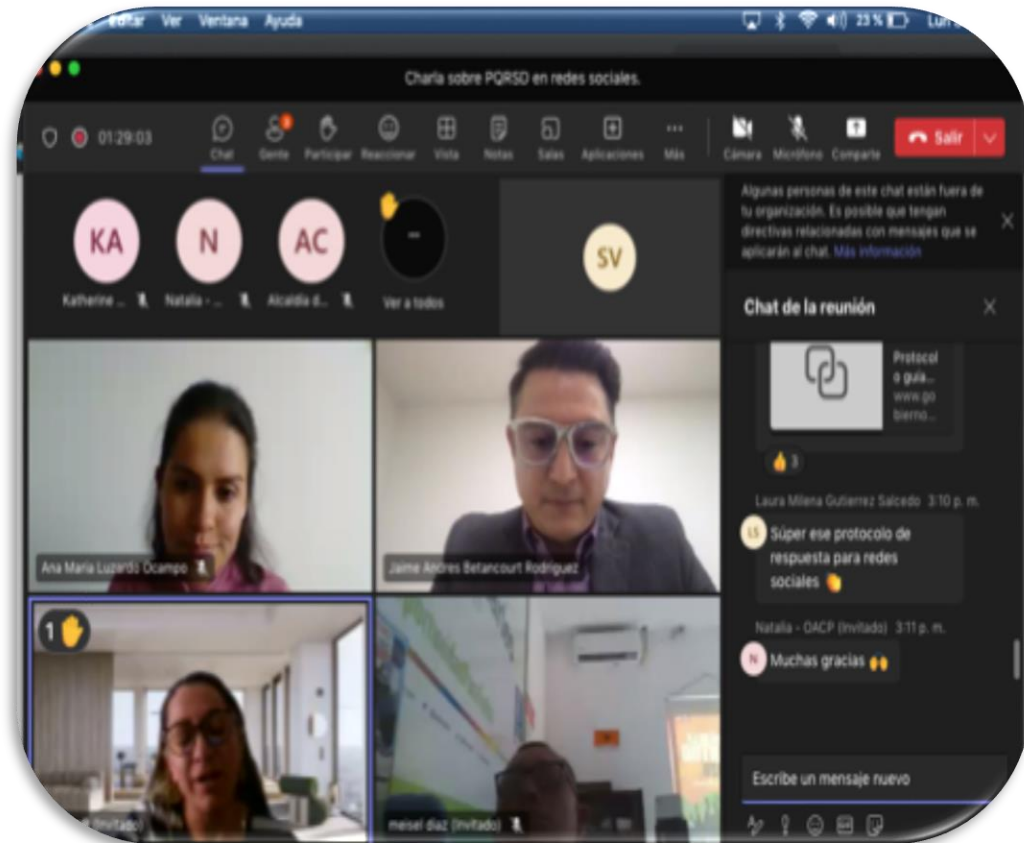 Editar Ver Ventana Ayuda 23 %
Charla sobre PQRSD en redes sociales.
01:29:03
Chat Gente Participar Reaccionar Vista Notas Salas Aplicaciones Más Cámara Micrófono Comparte Salir
KA N AC SV
Katherine ... Natalia - ... Alcaldía d... Ver a todos
Algunas personas de este chat están fuera de
tu organización. Es posible que tengan
directivas relacionadas con mensajes que se
aplicarán al chat. Más información
Chat de la reunión
Protocol
o guía...
www.go
bierno...
3
Laura Milena Gutierrez Salcedo 3:10 p. m.
LS
Súper ese protocolo de
respuesta para redes
sociales
Natalia - OACP (Invitado) 3:11 p. m.
N
Muchas gracias
Escribe un mensaje nuevo
Ana Maria Luzardo Ocampo
Jaime Andres Betancourt Rodriguez
1
(Invitado)
meisel diaz (Invitado)